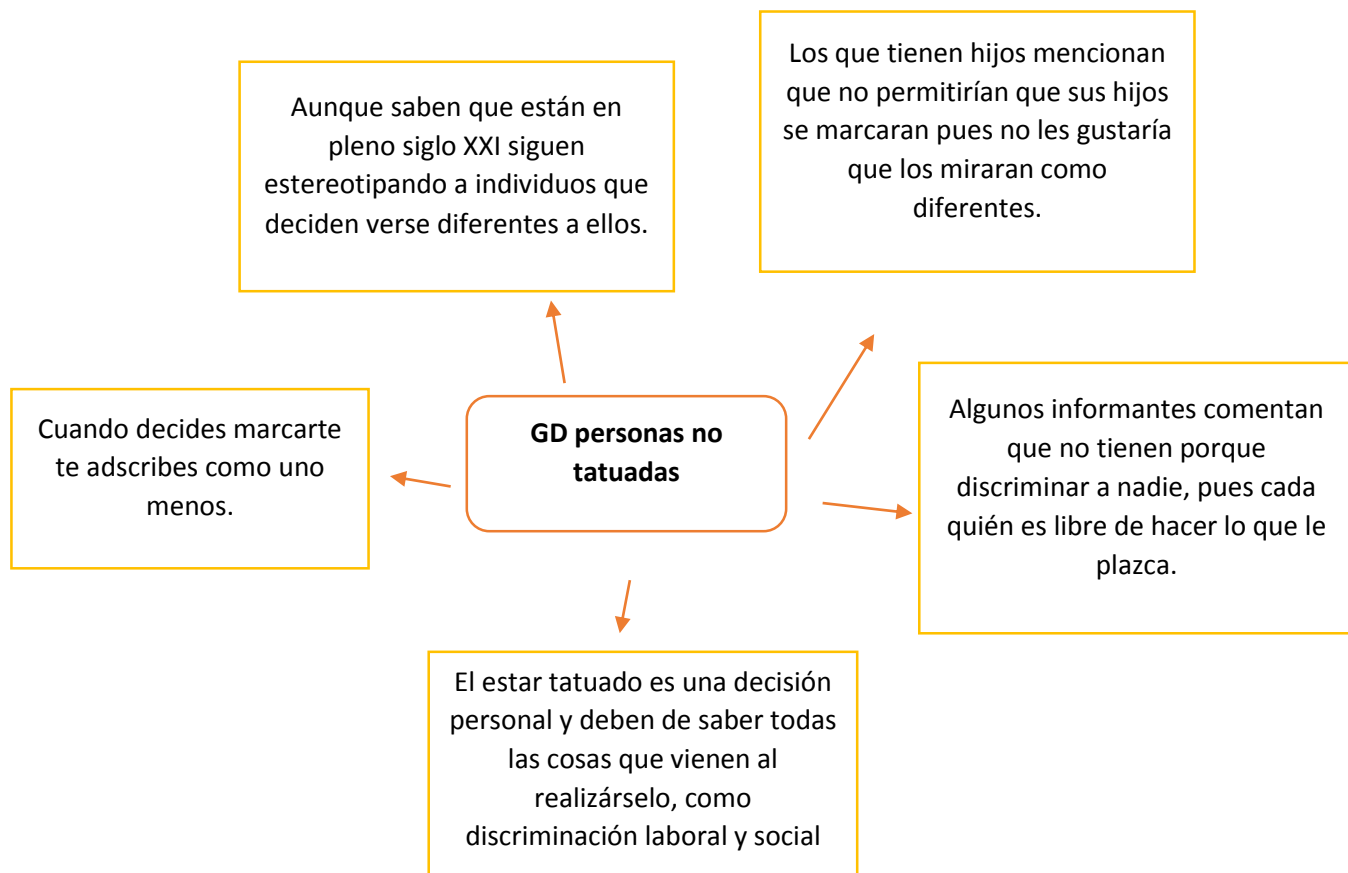 Aunque saben que están en
pleno siglo XXI siguen
estereotipando a individuos que
deciden verse diferentes a ellos.
Los que tienen hijos mencionan
que no permitirían que sus hijos
se marcaran pues no les gustaría
que los miraran como
diferentes.
Cuando decides marcarte
te adscribes como uno
menos.
GD personas no
tatuadas
Algunos informantes comentan
que no tienen porque
discriminar a nadie, pues cada
quién es libre de hacer lo que le
plazca.
El estar tatuado es una decisión
personal y deben de saber todas
las cosas que vienen al
realizárselo, como
discriminación laboral y social